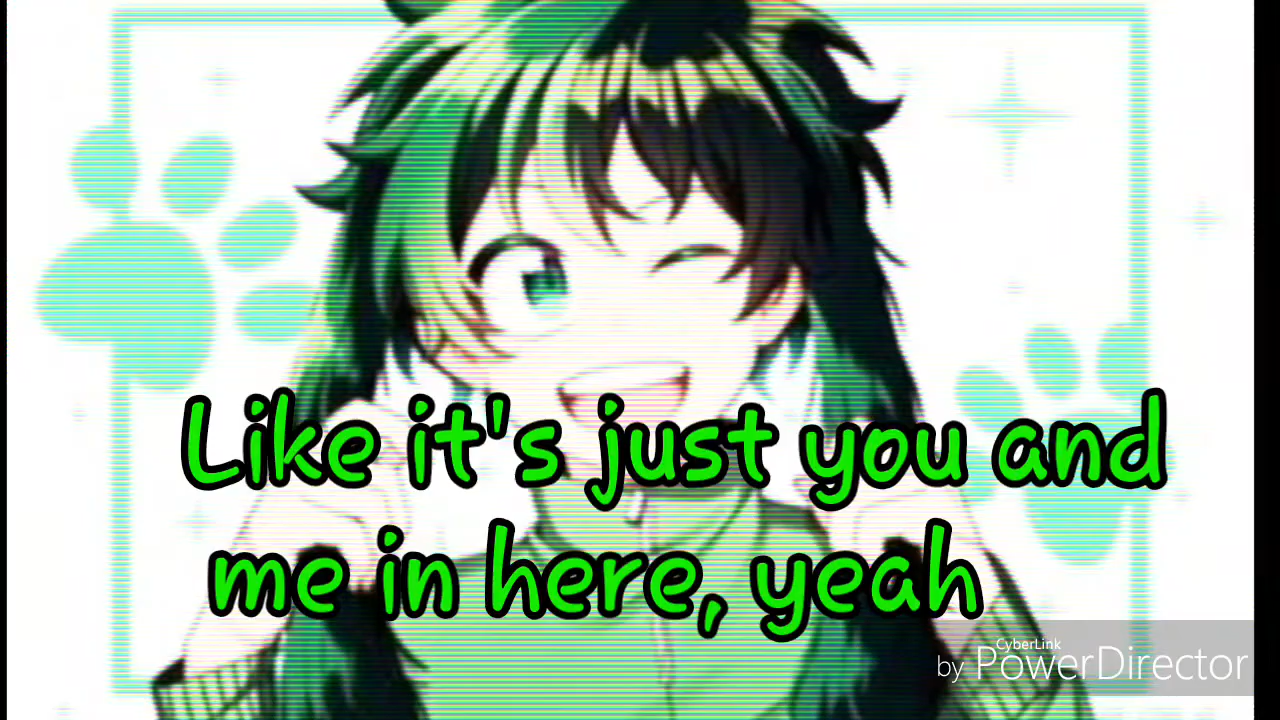 Like it's just you and
me in here, yeah
CyberLink
by PowerDirector